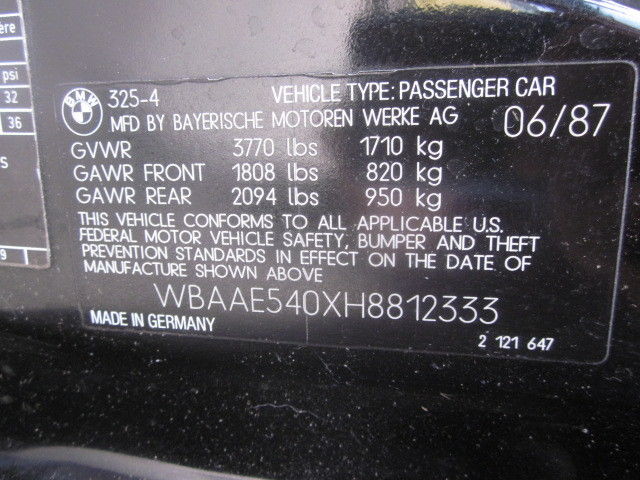 ère
psi
32
36
S
9
BMW
325-4 VEHICLE TYPE: PASSENGER CAR
MFD BY BAYERISCHE MOTOREN WERKE AG 06/87
GVWR 3770 lbs 1710 kg
GAWR FRONT 1808 lbs 820 kg
GAWR REAR 2094 lbs 950 kg
THIS VEHICLE CONFORMS TO ALL APPLICABLE U.S.
FEDERAL MOTOR VEHICLE SAFETY, BUMPER AND THEFT
PREVENTION STANDARDS IN EFFECT ON THE DATE OF
MANUFACTURE SHOWN ABOVE
WBAAE540XH8812333
MADE IN GERMANY
2 121 647